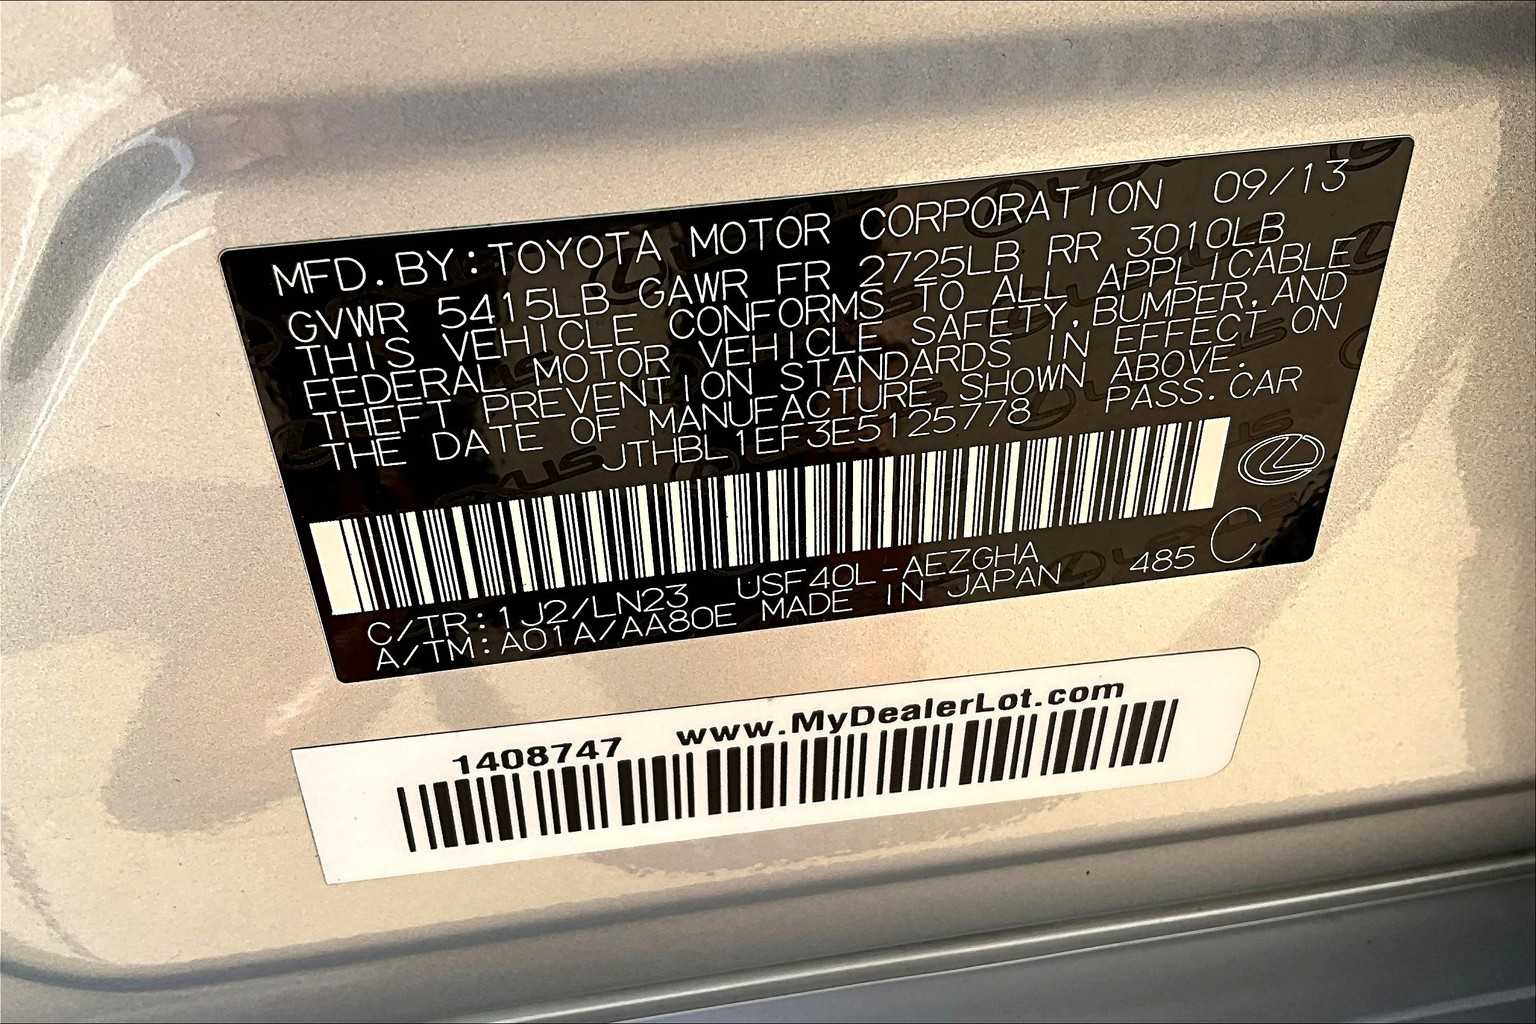 MFD. BY: TOYOTA MOTOR CORPORATION 09/13
GVWR 5415LB GAWR FR 2725LB RR 3010LB
THIS VEHICLE CONFORMS TO ALL APPLICABLE
FEDERAL MOTOR VEHICLE SAFETY, BUMPER, AND
THEFT PREVENTION STANDARDS IN EFFECT ON
THE DATE OF MANUFACTURE SHOWN ABOVE.
JTHBL1EF3E5125778 PASS. CAR
C/TR: 1J2/LN23 USF40L-AEZGHA 485 C
A/TM: A01A/AA80E MADE IN JAPAN
1408747 www.MyDealerLot.com